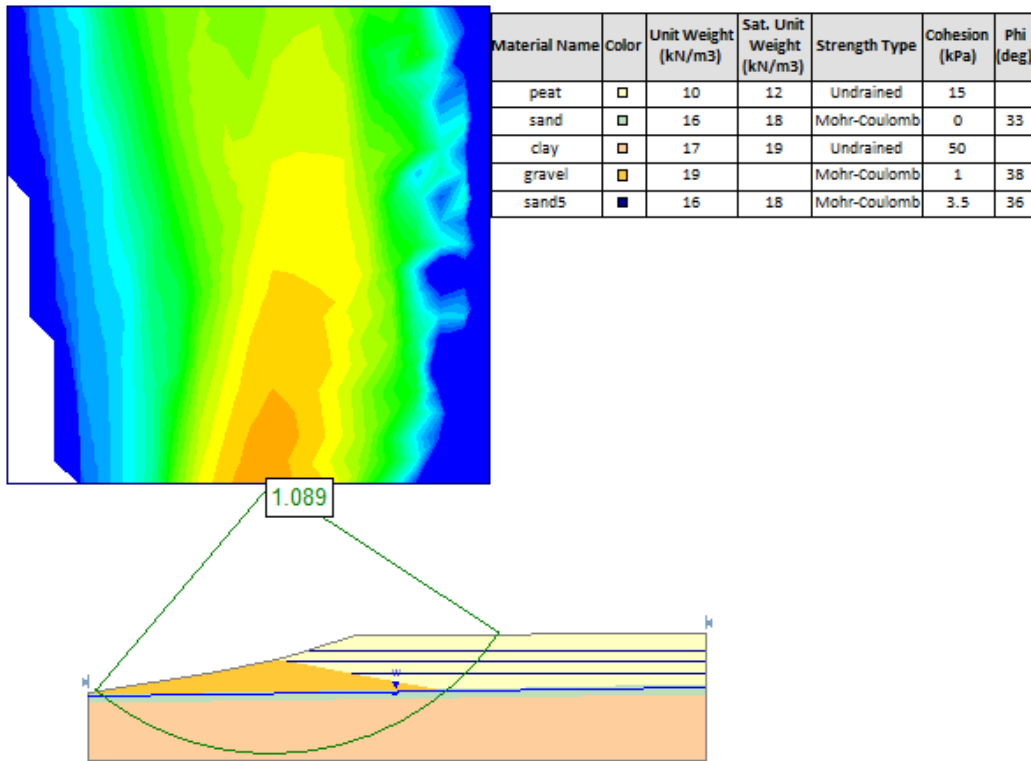 Material Name Color Unit Weight (kN/m3) Sat. Unit Weight (kN/m3) Strength Type Cohesion (kPa) Phi (deg)
peat 10 12 Undrained 15
sand 16 18 Mohr-Coulomb 0 33
clay 17 19 Undrained 50
gravel 19 Mohr-Coulomb 1 38
sand5 16 18 Mohr-Coulomb 3.5 36
1.089
W